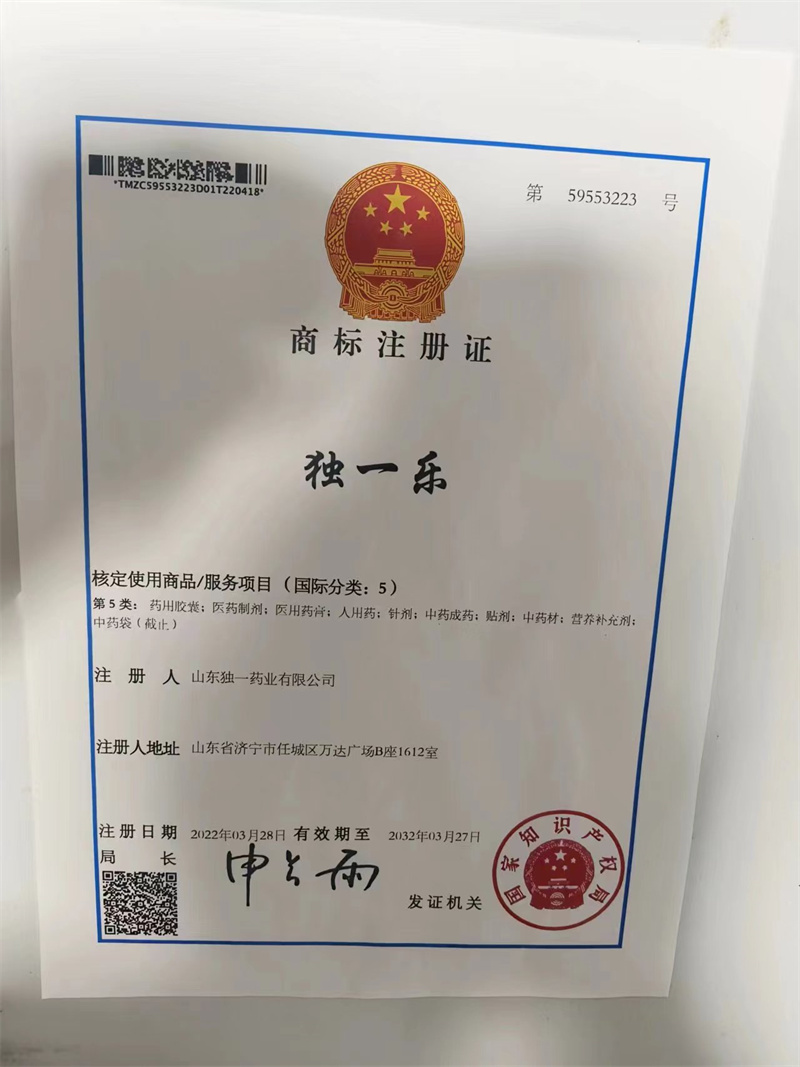 *TMZC59553223D01T220418*
第 59553223 号
商标注册证
独一乐
核定使用商品/服务项目（国际分类：5）
第5类：药用胶囊；医药制剂；医用药膏；人用药；针剂；中药成药；贴剂；中药材；营养补充剂；
中药袋（截止）
注册人 山东独一药业有限公司
注册人地址 山东省济宁市任城区万达广场B座1612室
注册日期 2022年03月28日 有效期至 2032年03月27日
局长 申长雨
发证机关
国家知识产权局